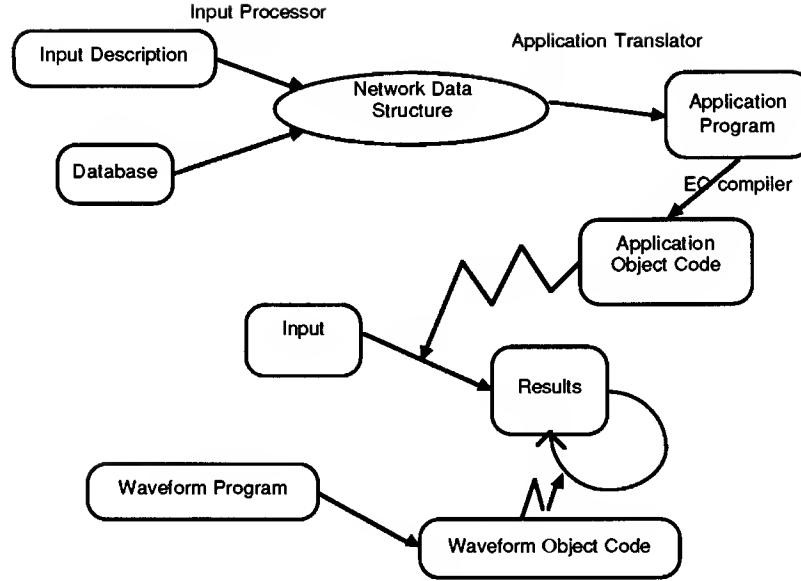 Input Processor
Input Description
Application Translator
Network Data
Structure
Application
Program
Database
EC compiler
Application
Object Code
Input
Results
Waveform Program
Waveform Object Code